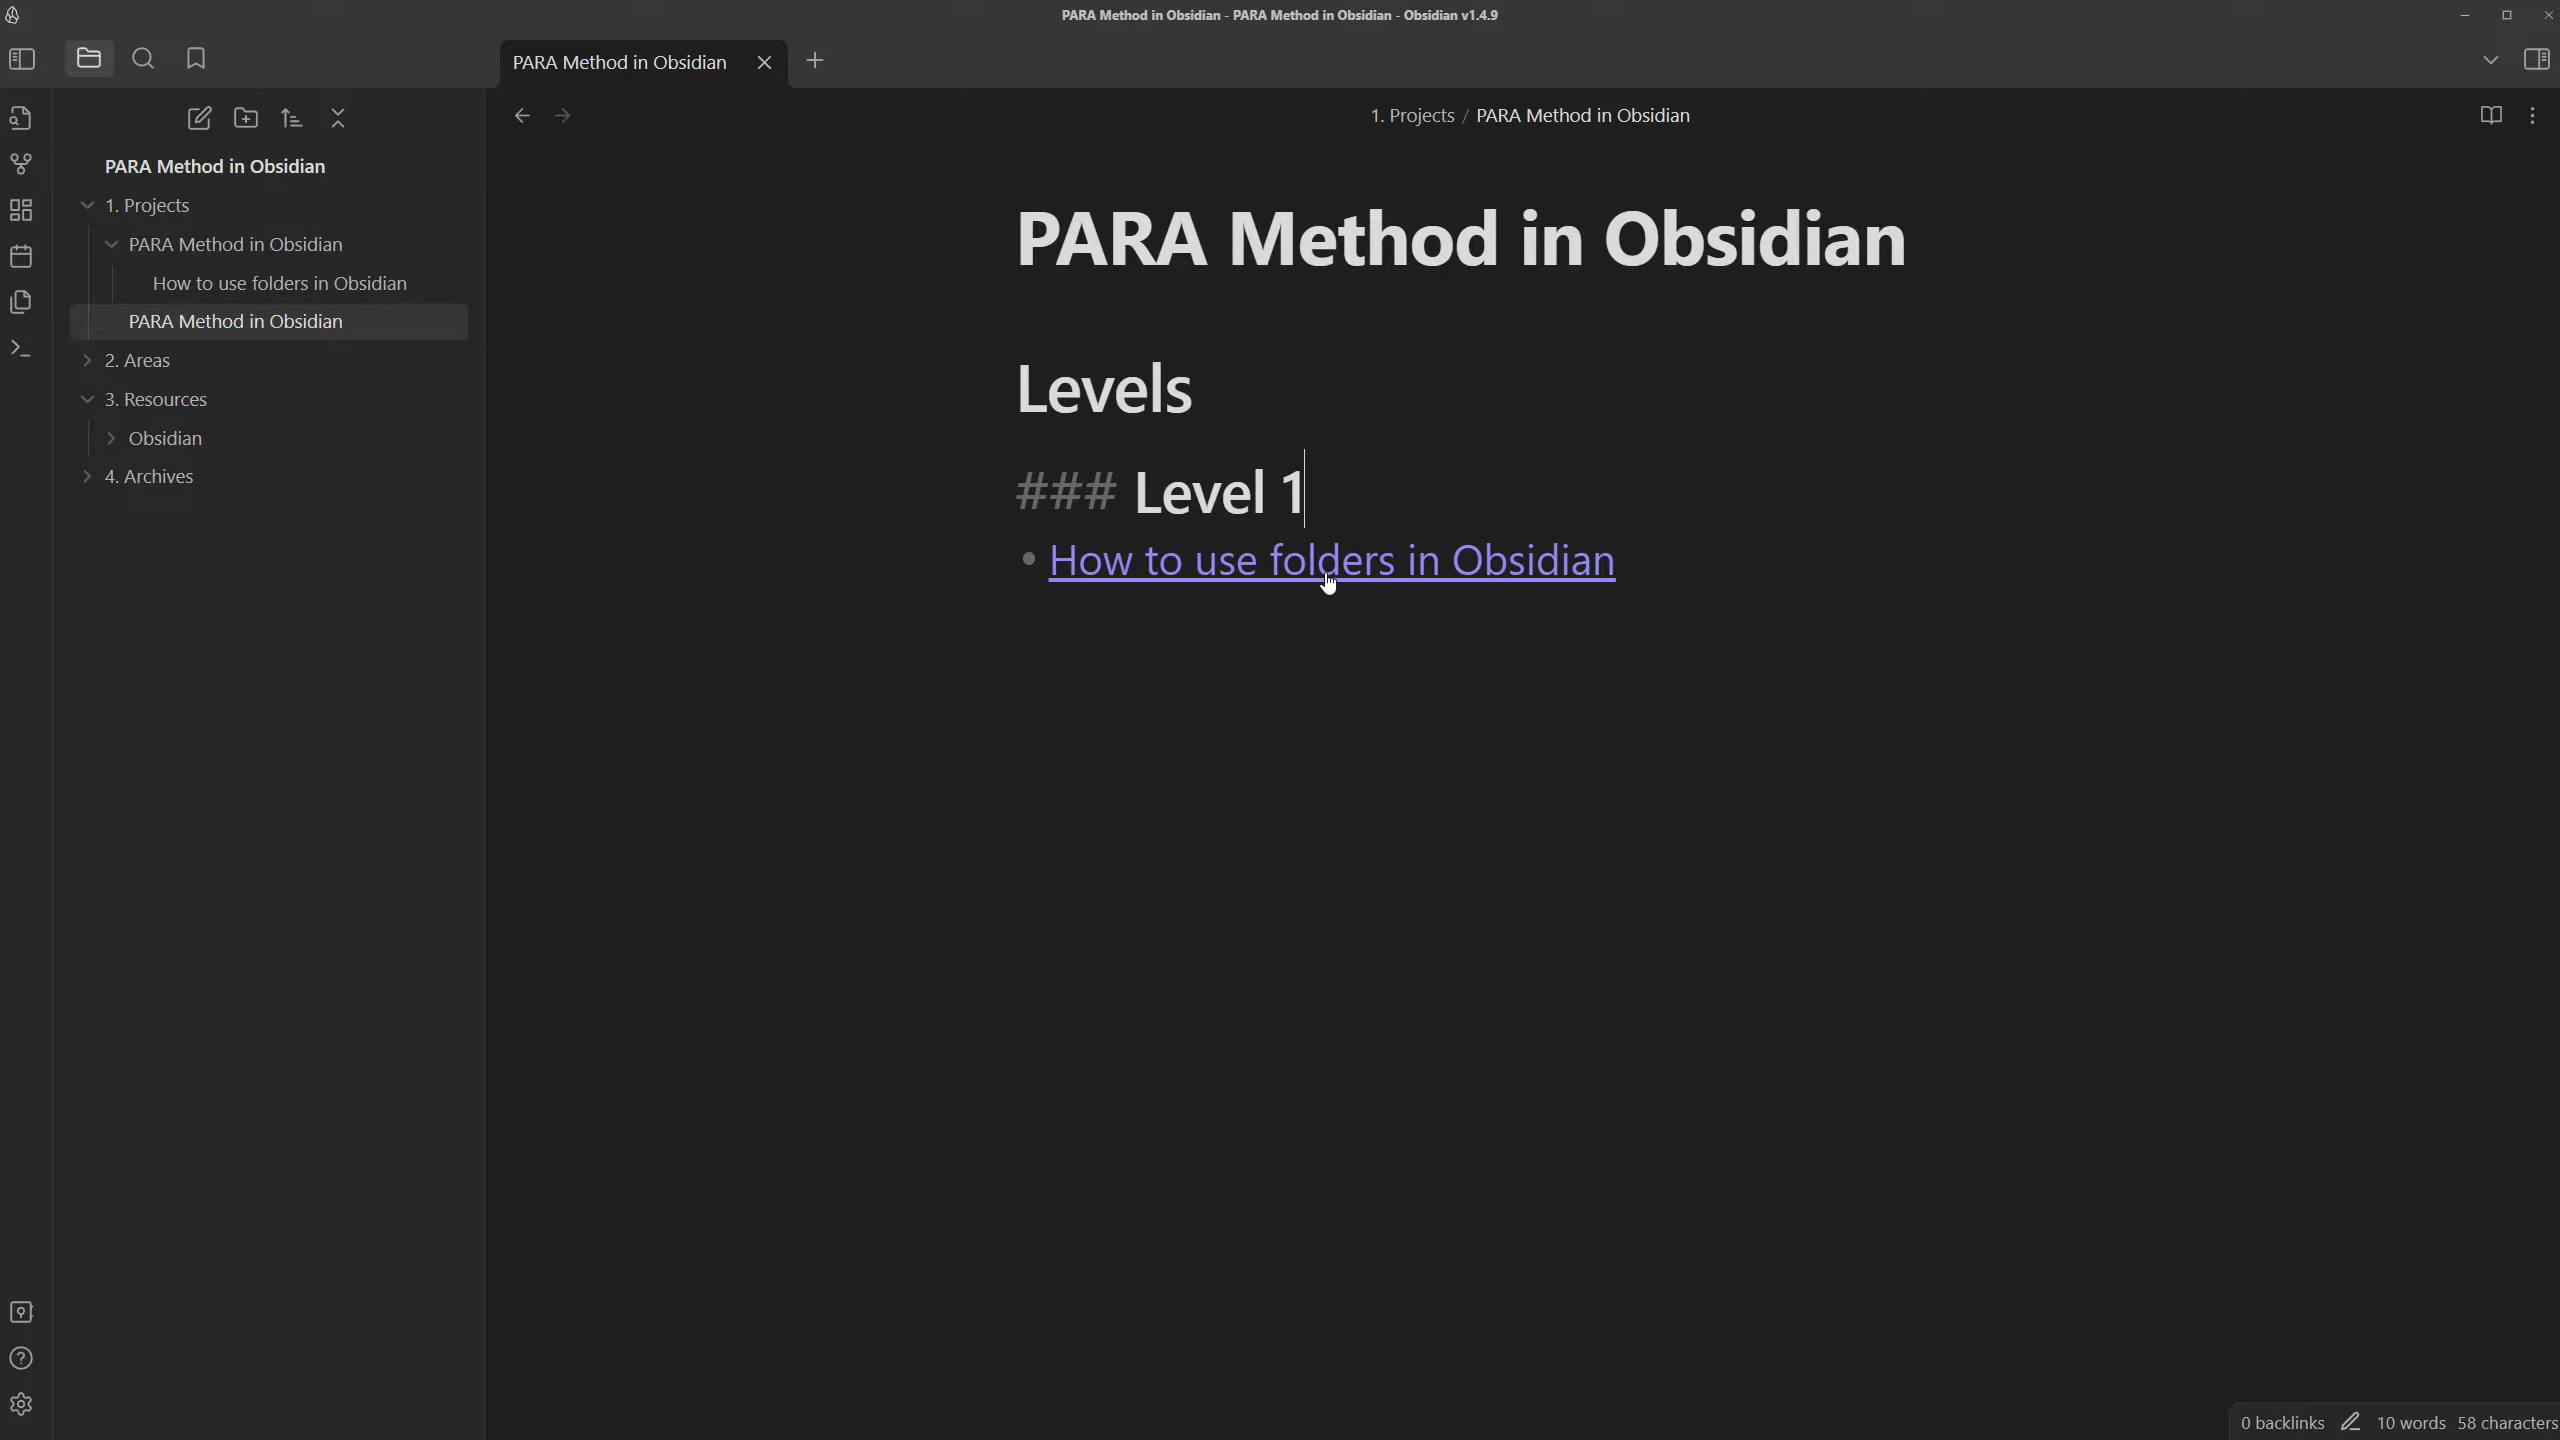 PARA Method in Obsidian - PARA Method in Obsidian - Obsidian v1.4.9
PARA Method in Obsidian
1. Projects / PARA Method in Obsidian
PARA Method in Obsidian
1. Projects
PARA Method in Obsidian
How to use folders in Obsidian
PARA Method in Obsidian
2. Areas
3. Resources
Obsidian
4. Archives
PARA Method in Obsidian
Levels
### Level 1
How to use folders in Obsidian
0 backlinks 10 words 58 characters